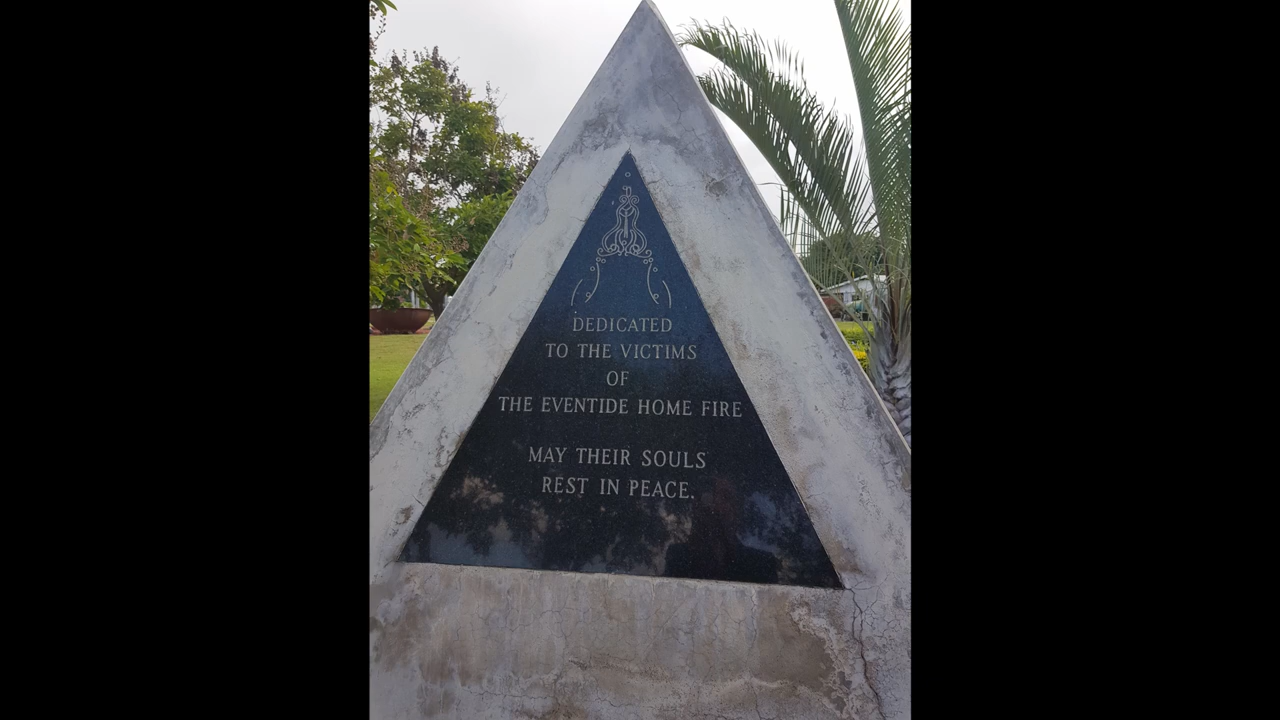 DEDICATED
TO THE VICTIMS
OF
THE EVENTIDE HOME FIRE
MAY THEIR SOULS
REST IN PEACE.